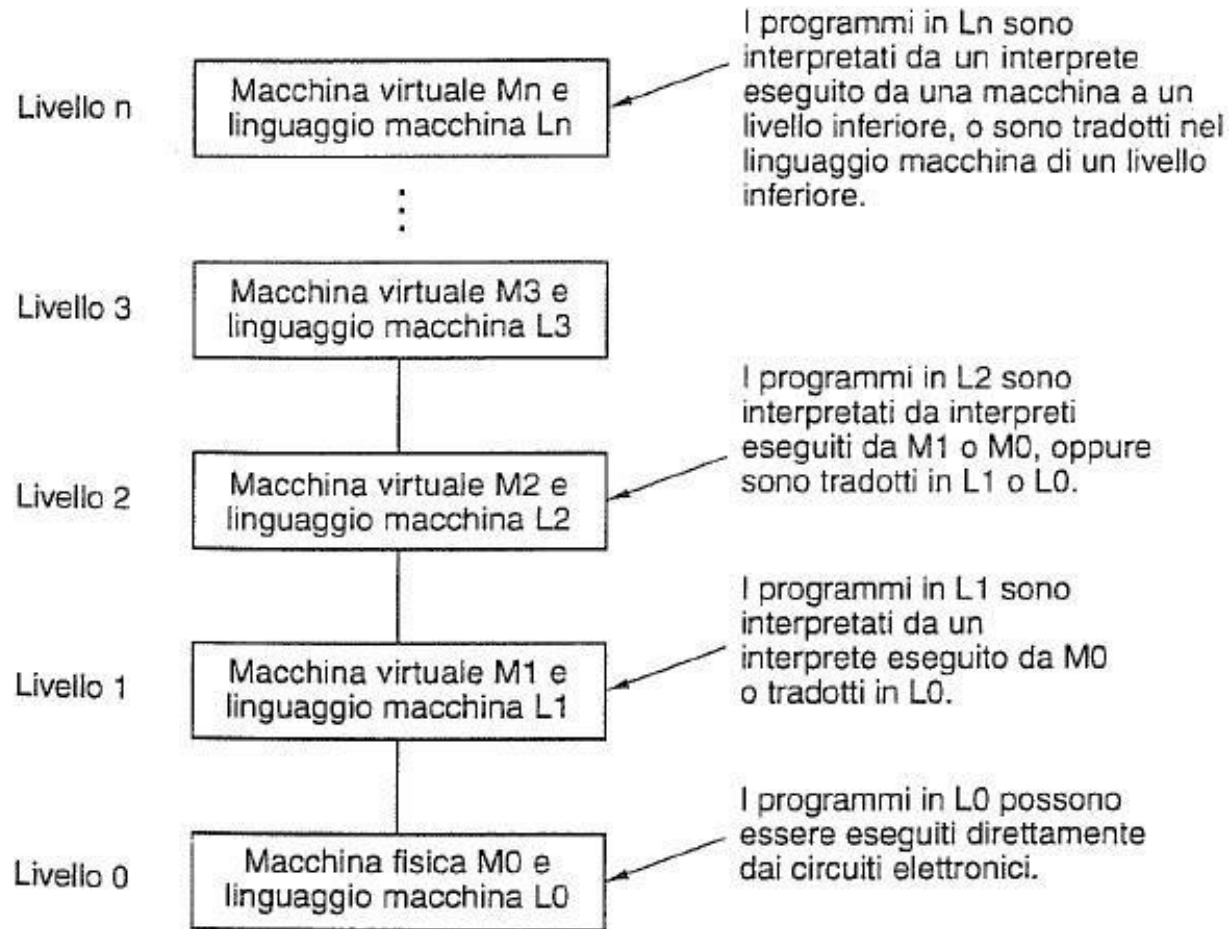 I programmi in Ln sono
interpretati da un interprete
eseguito da una macchina a un
livello inferiore, o sono tradotti nel
linguaggio macchina di un livello
inferiore.
Livello n
Macchina virtuale Mn e
linguaggio macchina Ln
Livello 3
Macchina virtuale M3 e
linguaggio macchina L3
I programmi in L2 sono
interpretati da interpreti
eseguiti da M1 o M0, oppure
sono tradotti in L1 o L0.
Livello 2
Macchina virtuale M2 e
linguaggio macchina L2
I programmi in L1 sono
interpretati da un
interprete eseguito da M0
o tradotti in L0.
Livello 1
Macchina virtuale M1 e
linguaggio macchina L1
I programmi in L0 possono
essere eseguiti direttamente
dai circuiti elettronici.
Livello 0
Macchina fisica M0 e
linguaggio macchina L0